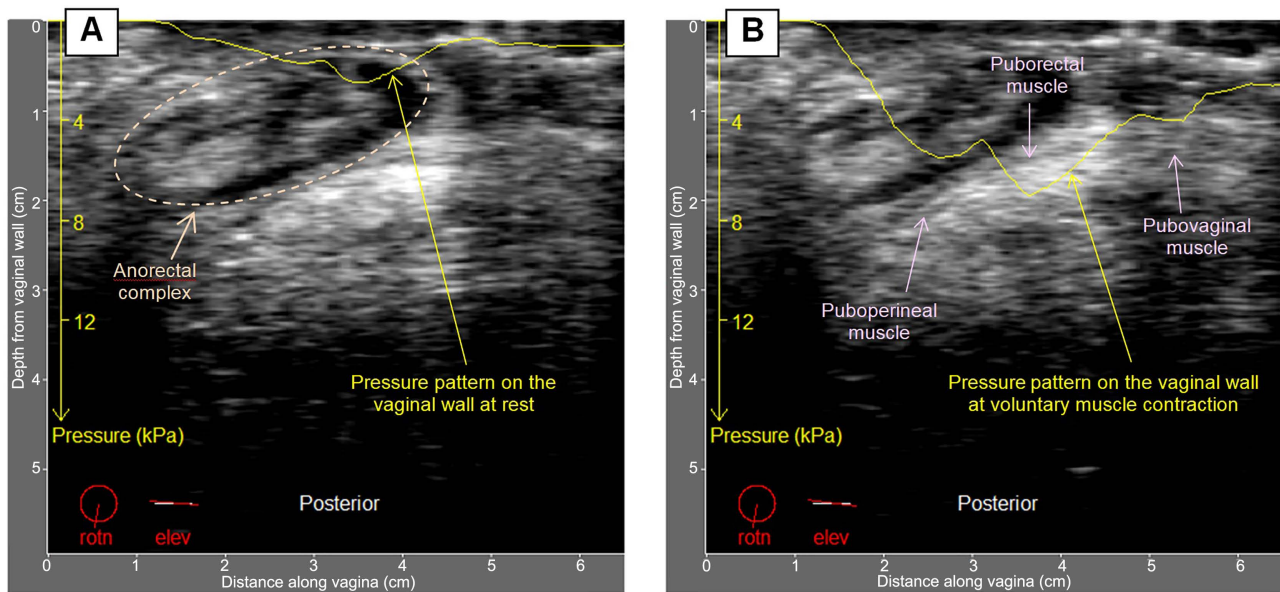 A
0
1
2
3
4
5
Depth from vaginal wall (cm)
4
8
12
Pressure (kPa)
Anorectal
complex
Pressure pattern on the
vaginal wall at rest
Posterior
rotn
elev
0
1
2
3
4
5
6
Distance along vagina (cm)
B
0
1
2
3
4
5
Depth from vaginal wall (cm)
4
8
12
Pressure (kPa)
Puborectal
muscle
Pubovaginal
muscle
Puboperineal
muscle
Pressure pattern on the vaginal wall
at voluntary muscle contraction
Posterior
rotn
elev
0
1
2
3
4
5
6
Distance along vagina (cm)